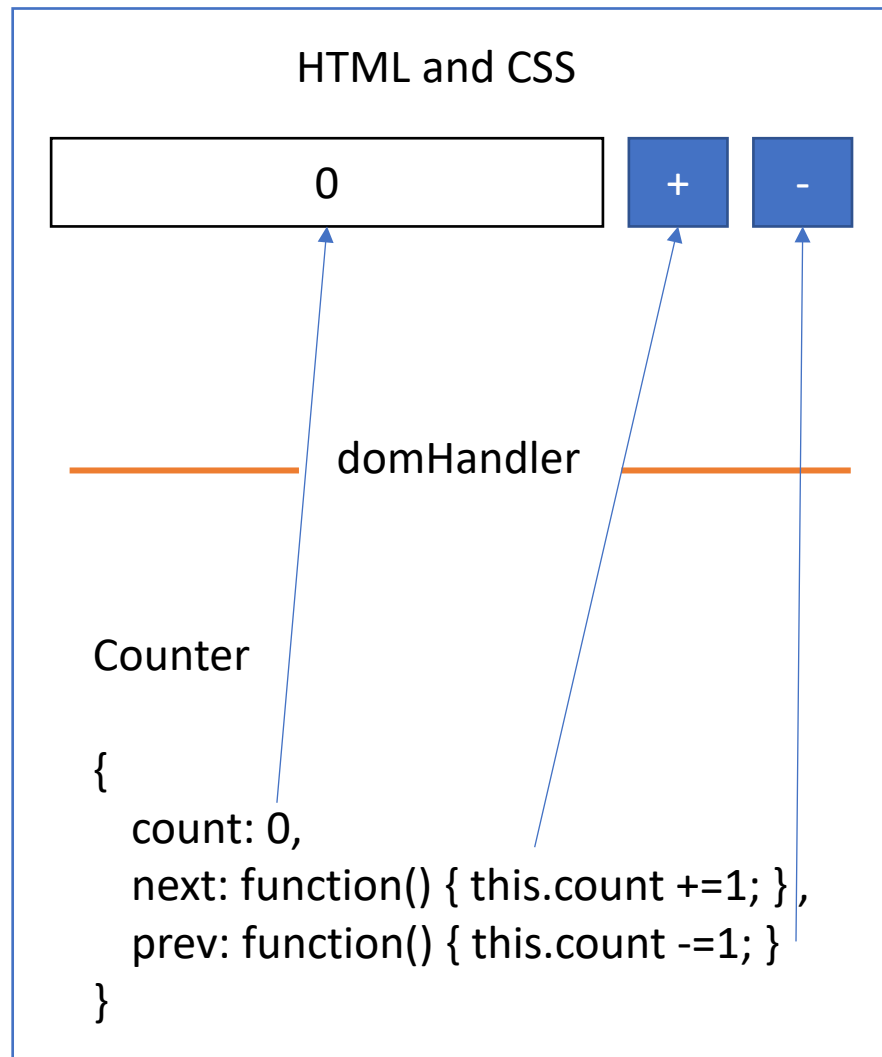 HTML and CSS
0 + -
domHandler
Counter
{
count: 0,
next: function() { this.count +=1; } ,
prev: function() { this.count -=1; }
}